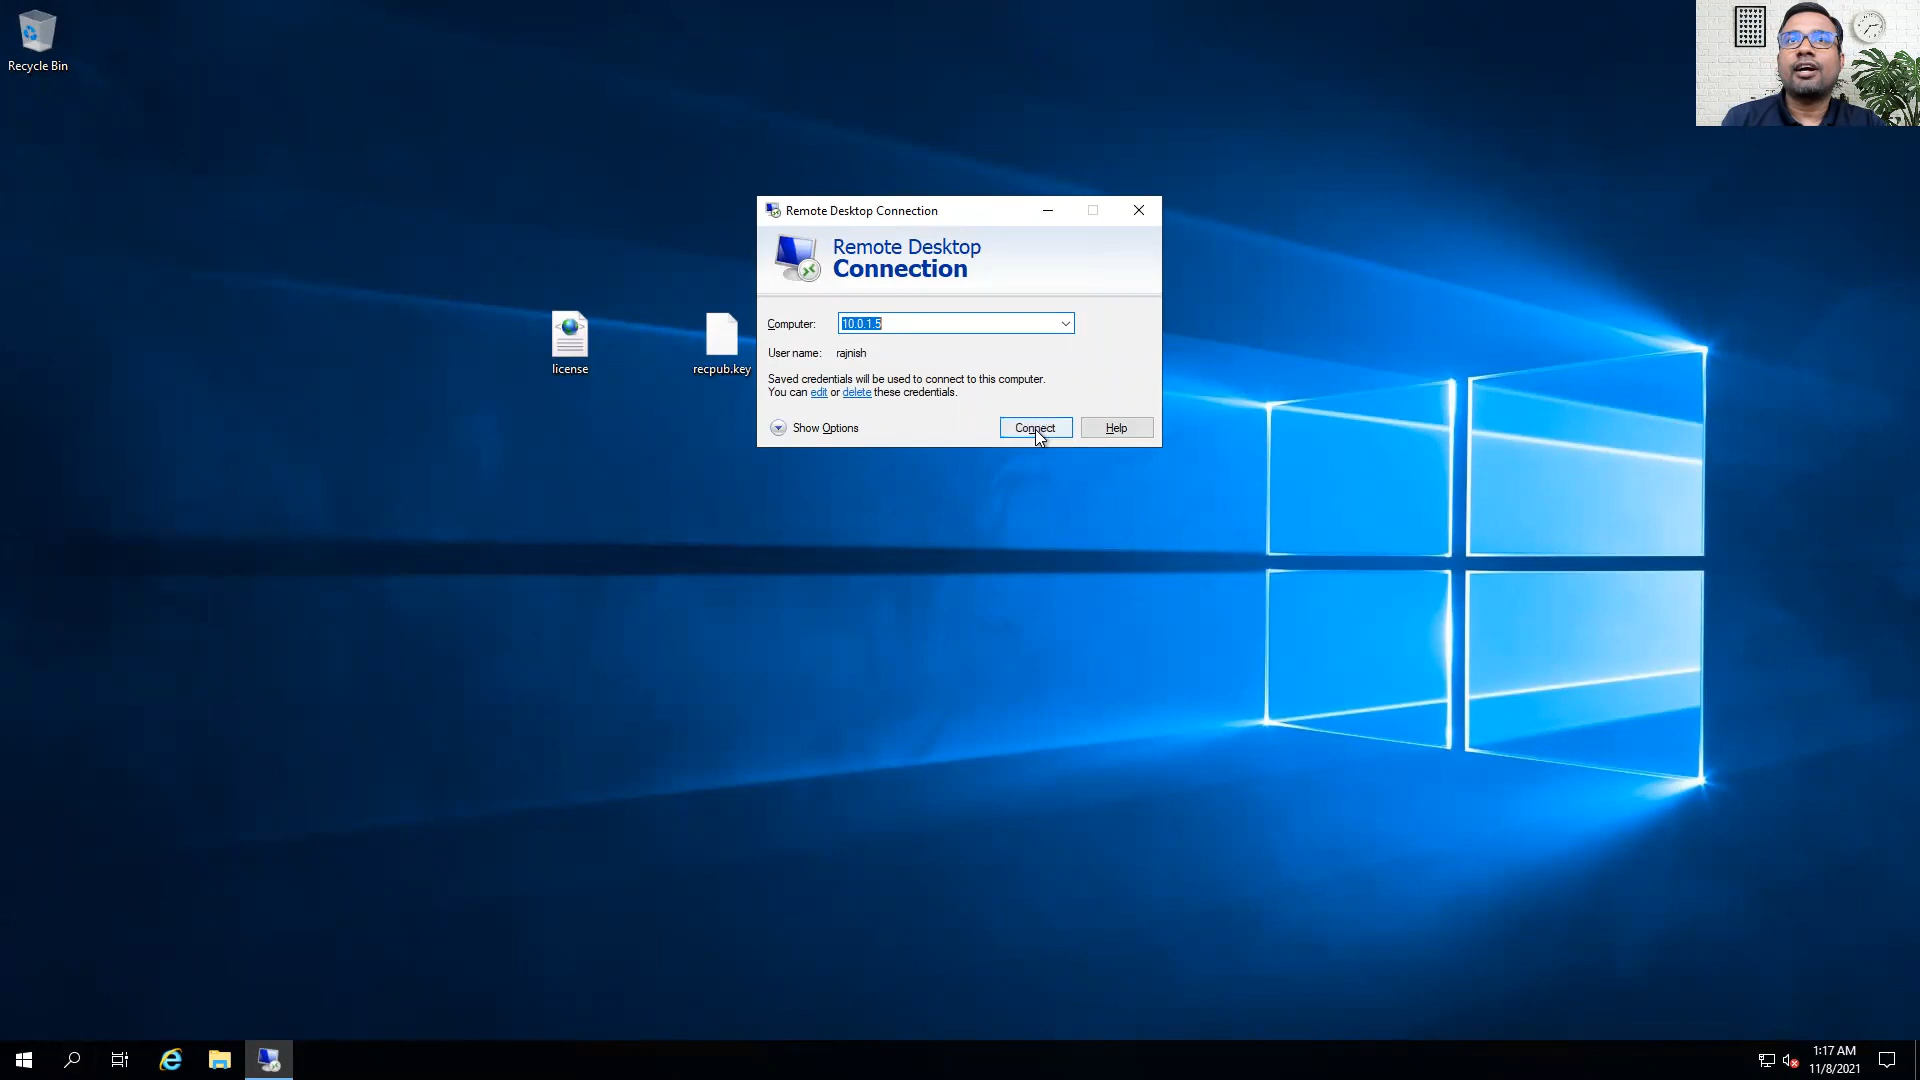 Recycle Bin
license
recpub.key
Remote Desktop Connection
Remote Desktop
Connection
Computer: 10.0.1.5
User name: rajnish
Saved credentials will be used to connect to this computer.
You can edit or delete these credentials.
Show Options
Connect
Help
1:17 AM
11/8/2021